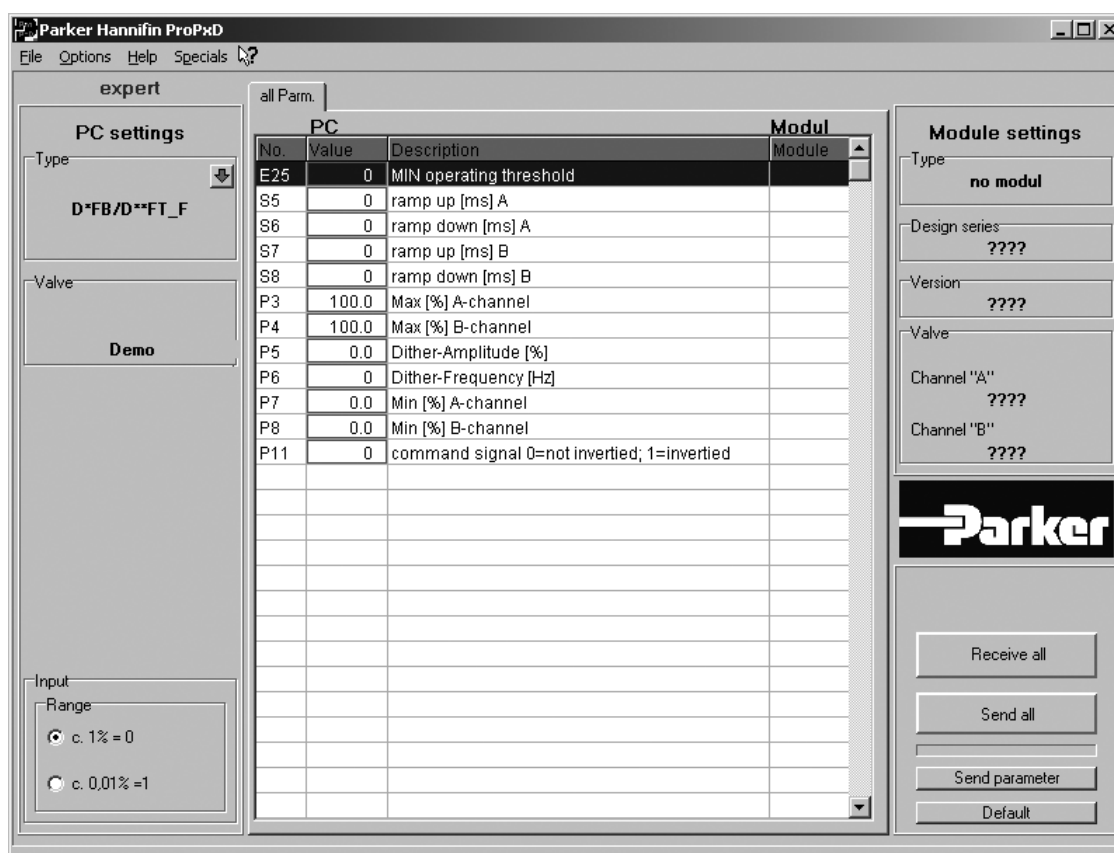 Parker Hannifin ProPxD
File Options Help Specials
expert
PC settings
Type
D*FB/D**FT_F
Valve
Demo
Input
Range
c. 1% = 0
c. 0,01% =1
all Parm.
PC Modul
No. Value Description Module
E25 0 MIN operating threshold
S5 0 ramp up [ms] A
S6 0 ramp down [ms] A
S7 0 ramp up [ms] B
S8 0 ramp down [ms] B
P3 100.0 Max [%] A-channel
P4 100.0 Max [%] B-channel
P5 0.0 Dither-Amplitude [%]
P6 0 Dither-Frequency [Hz]
P7 0.0 Min [%] A-channel
P8 0.0 Min [%] B-channel
P11 0 command signal 0=not invertied; 1=invertied
Module settings
Type
no modul
Design series
????
Version
????
Valve
Channel "A"
????
Channel "B"
????
Parker
Receive all
Send all
Send parameter
Default